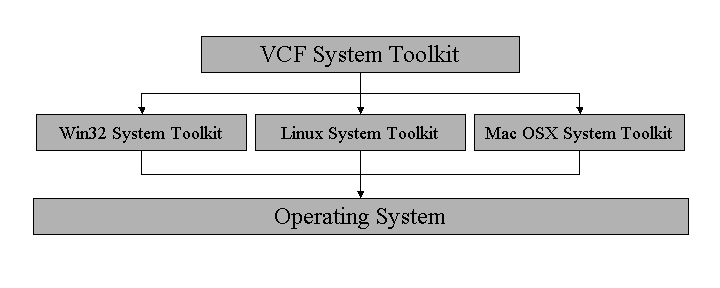 VCF System Toolkit
Win32 System Toolkit
Linux System Toolkit
Mac OSX System Toolkit
Operating System